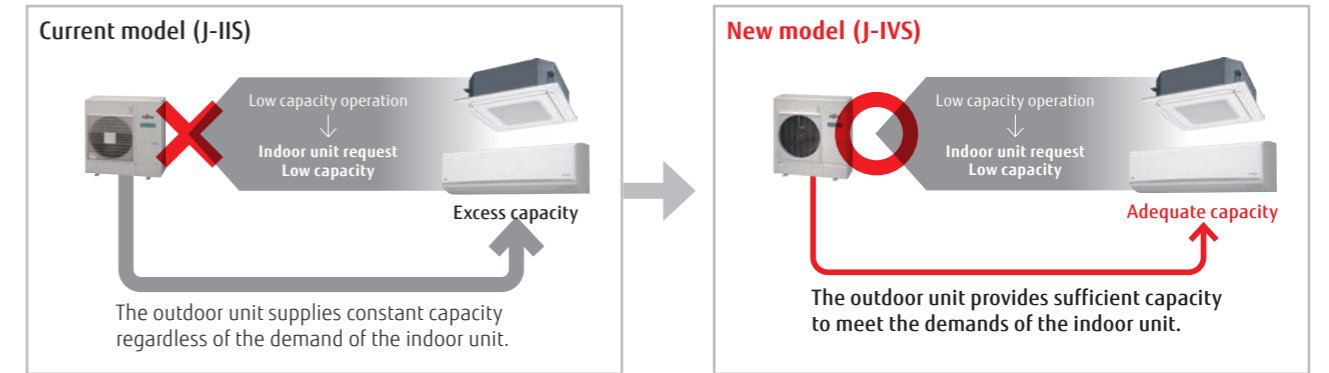 Current model (J-IIS)
Low capacity operation
↓
Indoor unit request
Low capacity
Excess capacity
The outdoor unit supplies constant capacity
regardless of the demand of the indoor unit.
New model (J-IVS)
Low capacity operation
↓
Indoor unit request
Low capacity
Adequate capacity
The outdoor unit provides sufficient capacity
to meet the demands of the indoor unit.